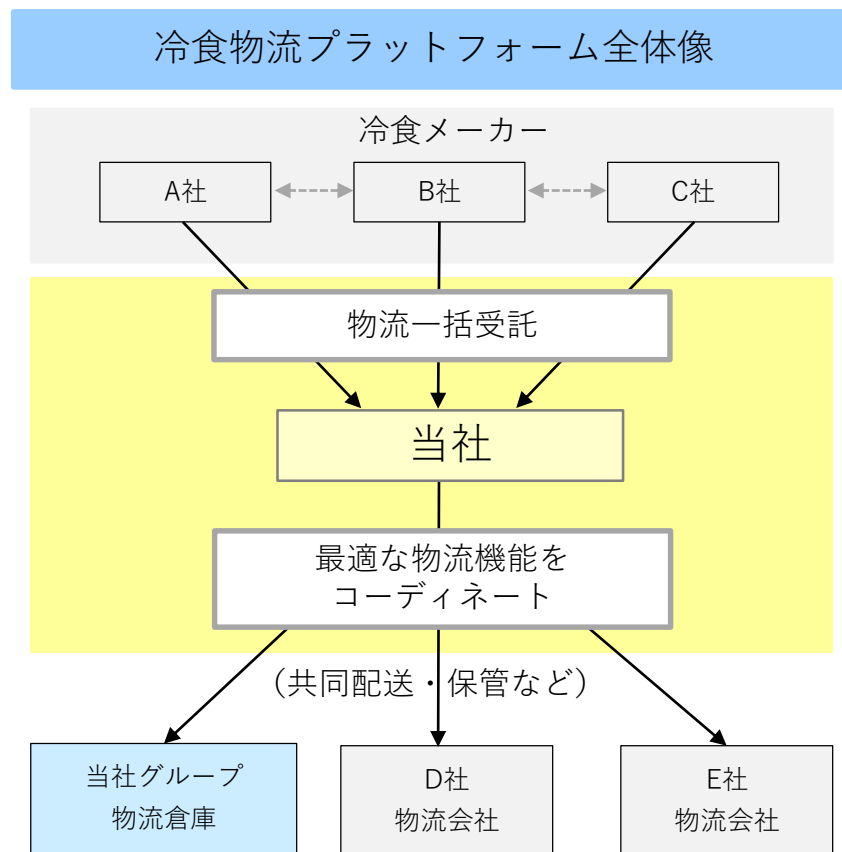 冷食物流プラットフォーム全体像
冷食メーカー
A社
B社
C社
物流一括受託
当社
最適な物流機能を
コーディネート
（共同配送・保管など）
当社グループ
物流倉庫
D社
物流会社
E社
物流会社